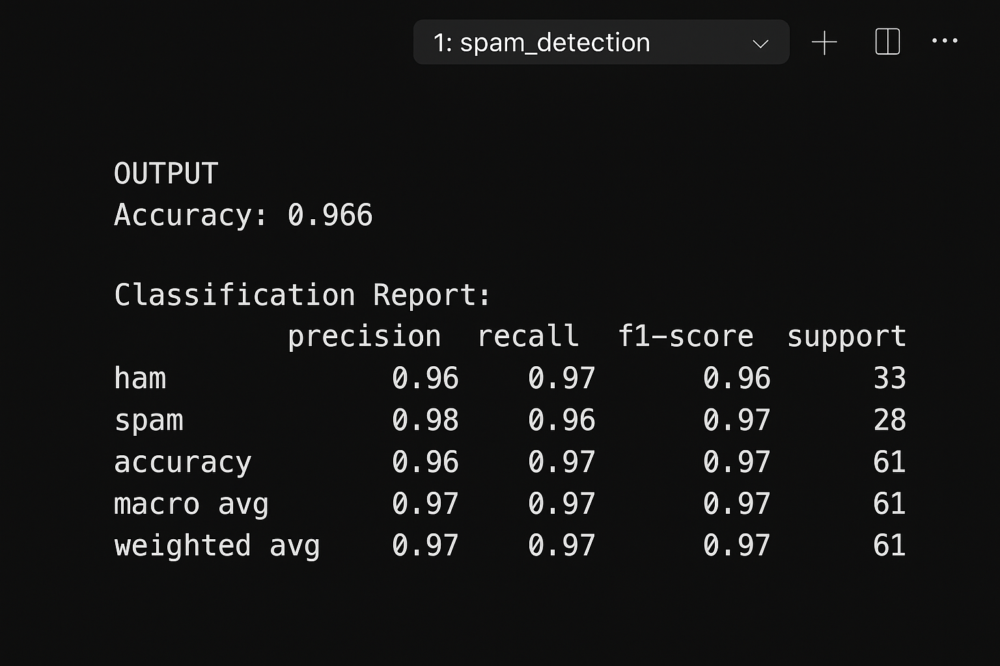 1: spam_detection
OUTPUT
Accuracy: 0.966
Classification Report:
precision recall f1-score support
ham 0.96 0.97 0.96 33
spam 0.98 0.96 0.97 28
accuracy 0.96 0.97 0.97 61
macro avg 0.97 0.97 0.97 61
weighted avg 0.97 0.97 0.97 61